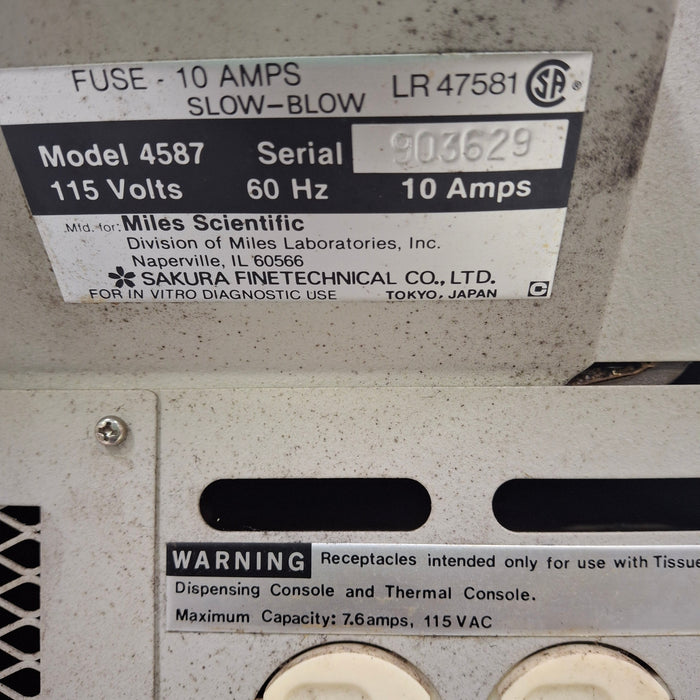 FUSE - 10 AMPS LR 47581 SA ®
SLOW-BLOW
Model 4587 Serial 903629
115 Volts 60 Hz 10 Amps
Mfd. for: Miles Scientific
Division of Miles Laboratories, Inc.
Naperville, IL 60566
SAKURA FINETECHNICAL CO., LTD.
FOR IN VITRO DIAGNOSTIC USE TOKYO, JAPAN C
WARNING Receptacles intended only for use with Tissue
Dispensing Console and Thermal Console.
Maximum Capacity: 7.6amps, 115 VAC